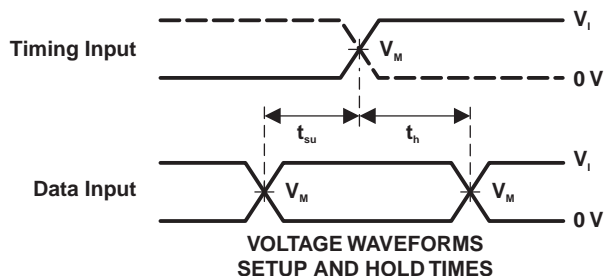 V_I
Timing Input
V_M
0 V
t_su
t_h
V_I
Data Input
V_M
V_M
0 V
VOLTAGE WAVEFORMS
SETUP AND HOLD TIMES